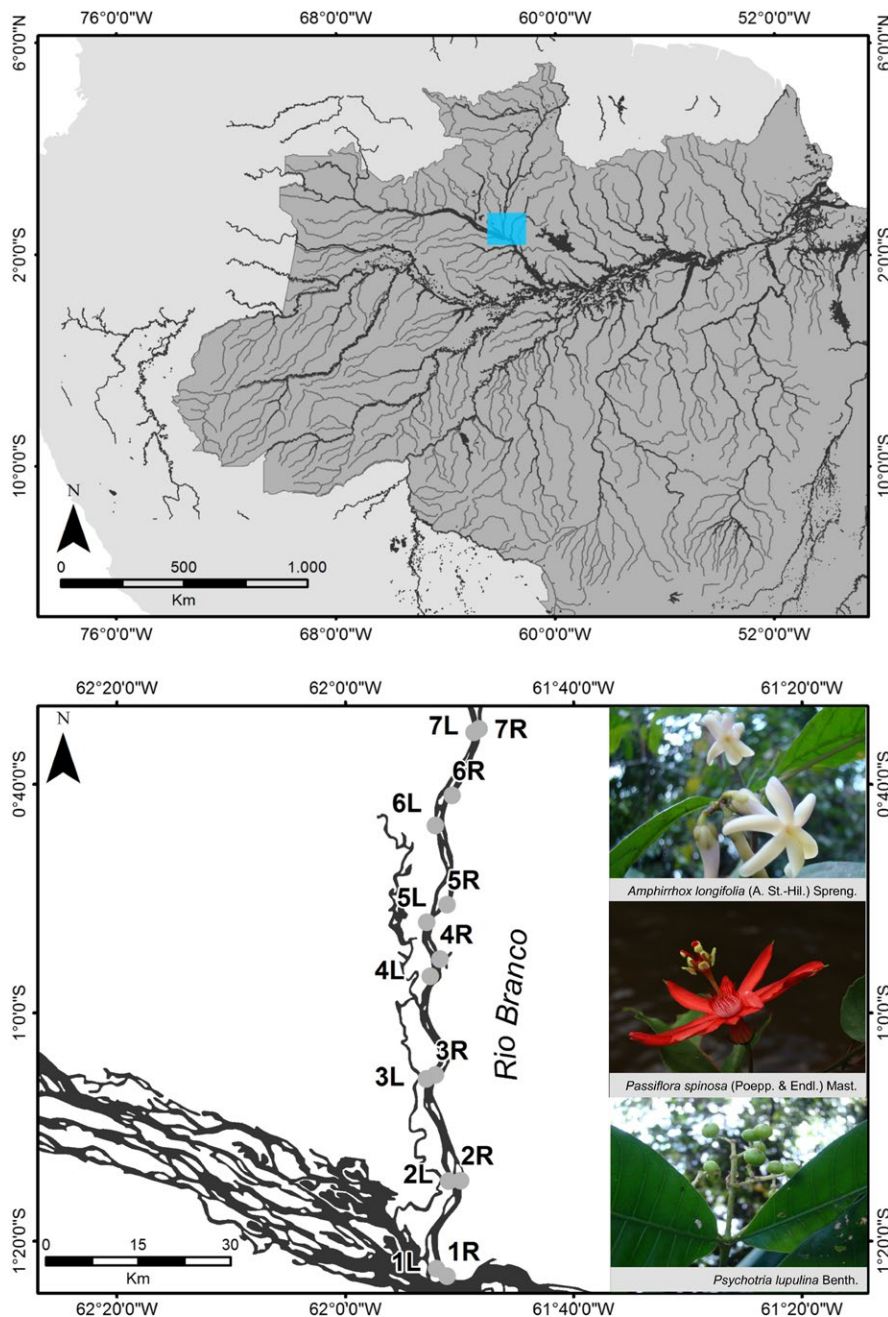 76°0'0"W 68°0'0"W 60°0'0"W 52°0'0"W
6°0'0"N
6°0'0"N
2°0'0"S
2°0'0"S
10°0'0"S
10°0'0"S
N
0 500 1.000
Km
76°0'0"W 68°0'0"W 60°0'0"W 52°0'0"W
62°20'0"W 62°0'0"W 61°40'0"W 61°20'0"W
N
7L 7R
0°40'0"S
0°40'0"S
6R
6L
5R
5L
4R
4L
Rio Branco
1°0'0"S
1°0'0"S
3R
3L
2R
2L
1°20'0"S
1°20'0"S
1R
1L
0 15 30
Km
Amphirrhox longifolia (A. St.-Hil.) Spreng.
Passiflora spinosa (Poepp. & Endl.) Mast.
Psychotria lupulina Benth.
62°20'0"W 62°0'0"W 61°40'0"W 61°20'0"W